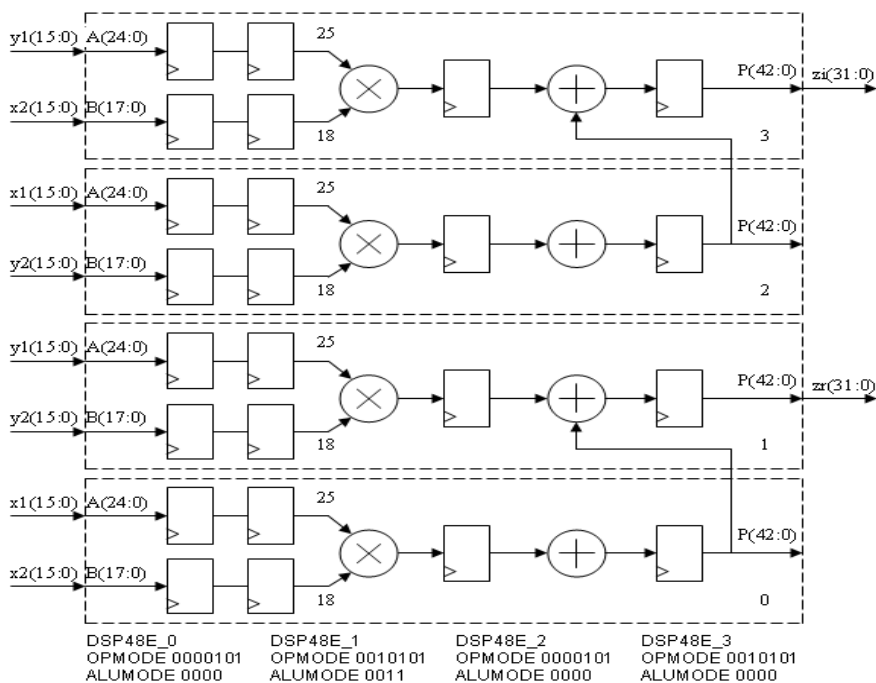 y1(15:0) A(24:0) 25
P(42:0) zi(31:0)
x2(15:0) B(17:0) 18 3
x1(15:0) A(24:0) 25
P(42:0)
y2(15:0) B(17:0) 18 2
y1(15:0) A(24:0) 25
P(42:0) zr(31:0)
y2(15:0) B(17:0) 18 1
x1(15:0) A(24:0) 25
P(42:0)
x2(15:0) B(17:0) 18 0
DSP48E_0 DSP48E_1 DSP48E_2 DSP48E_3
OPMODE 0000101 OPMODE 0010101 OPMODE 0000101 OPMODE 0010101
ALUMODE 0000 ALUMODE 0011 ALUMODE 0000 ALUMODE 0000